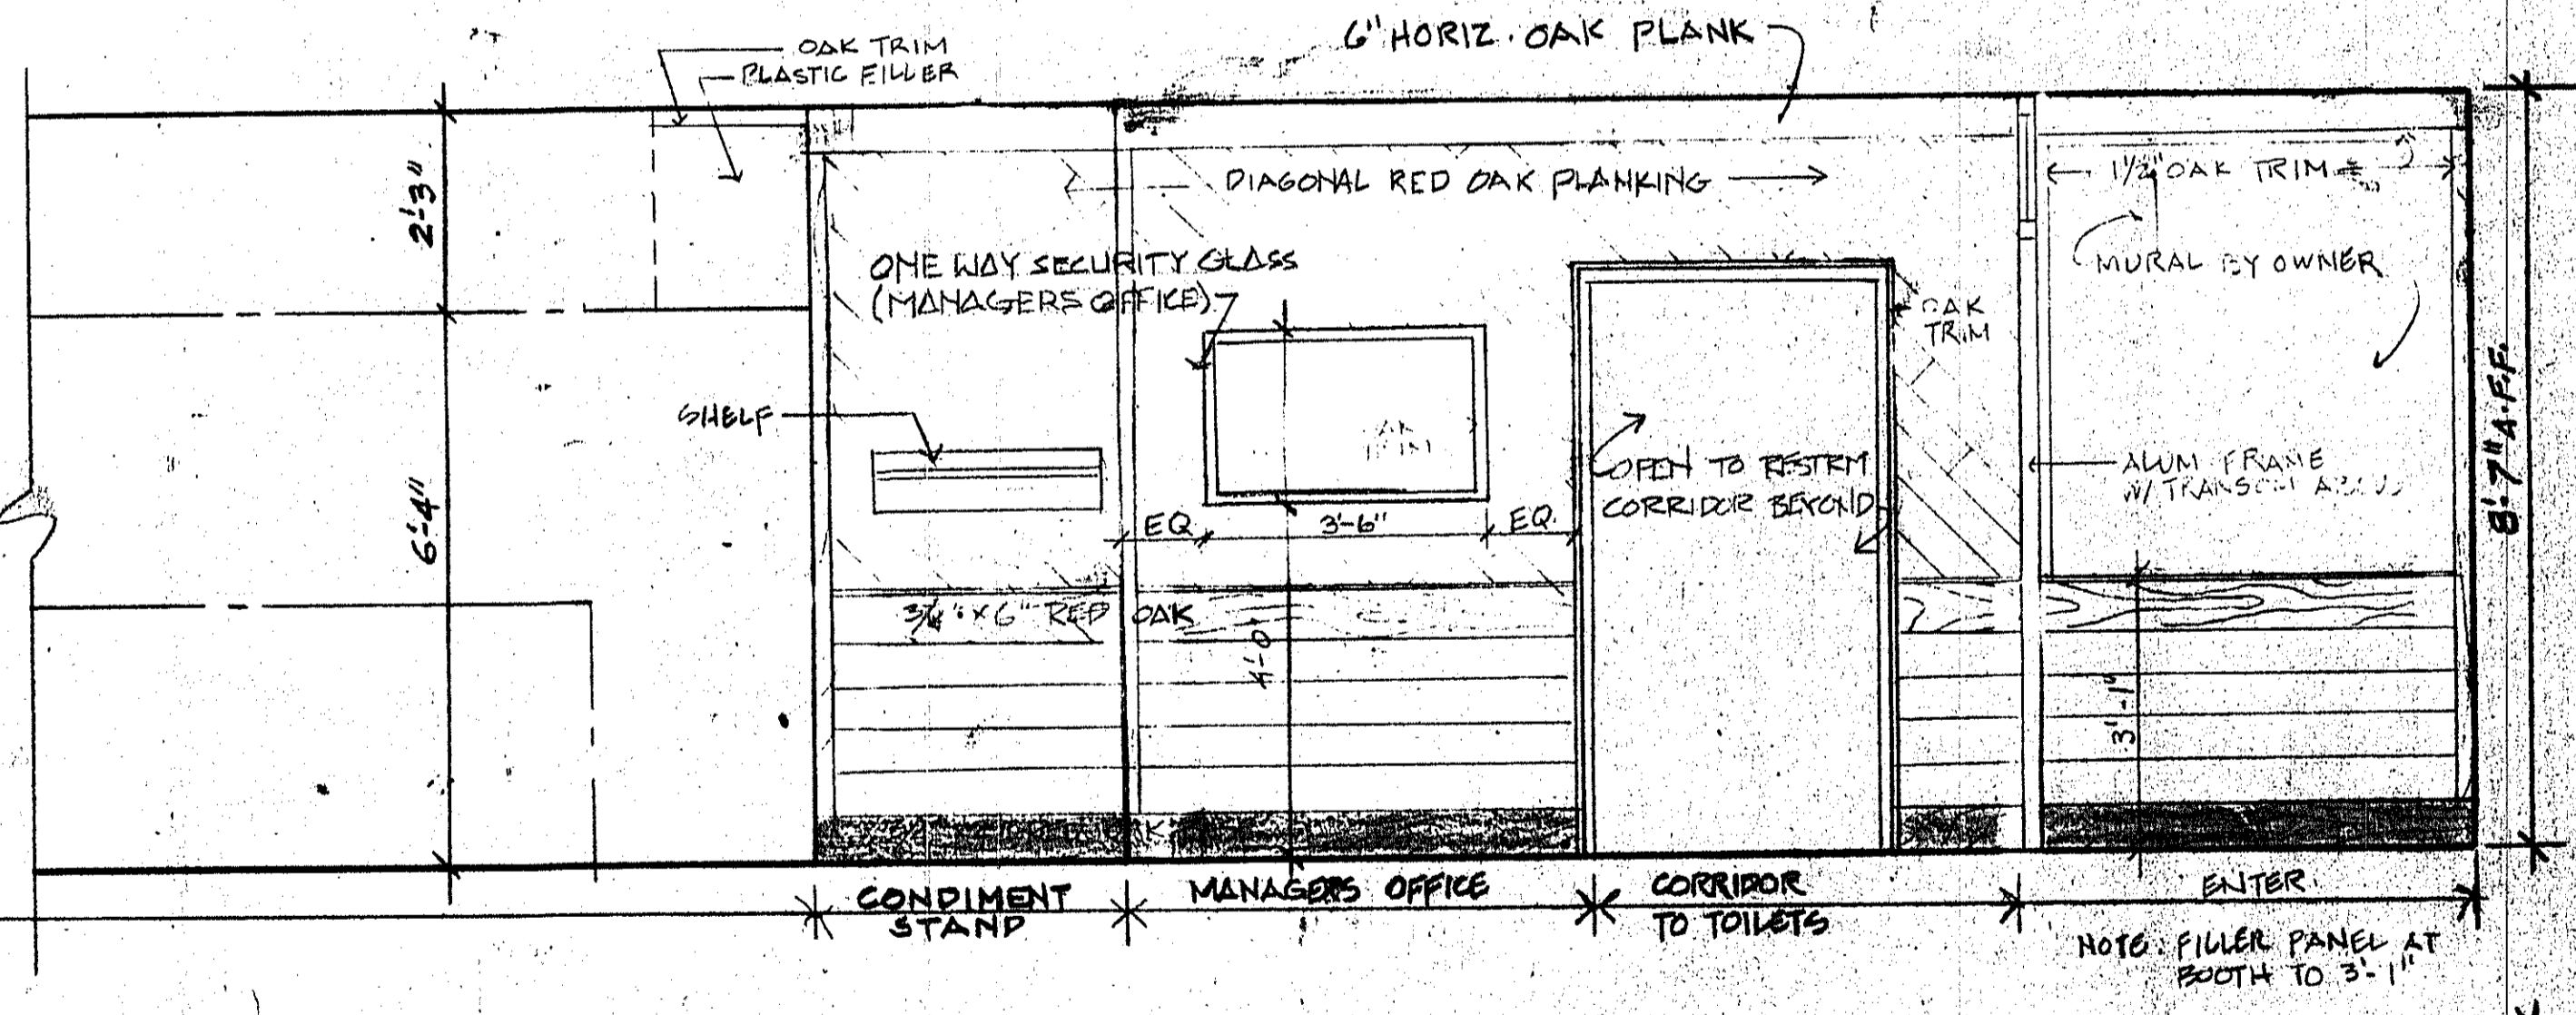 6" HORIZ. OAK PLANK
OAK TRIM
PLASTIC FILLER
2'-3"
DIAGONAL RED OAK PLANKING
1½" OAK TRIM
ONE WAY SECURITY GLASS
(MANAGERS OFFICE)
MURAL BY OWNER
OAK
TRIM
SHELF
6'-4"
8'-7" A.F.F.
OPEN TO RESTRM
CORRIDOR BEYOND
ALUM FRAME
W/ TRANSOM
EQ
3'-6"
EQ.
3/4" x 6" RED OAK
4'-0"
3'-1"
CONDIMENT
STAND
MANAGERS OFFICE
CORRIDOR
TO TOILETS
ENTER
NOTE: FILLER PANEL AT
BOOTH TO 3'-1"